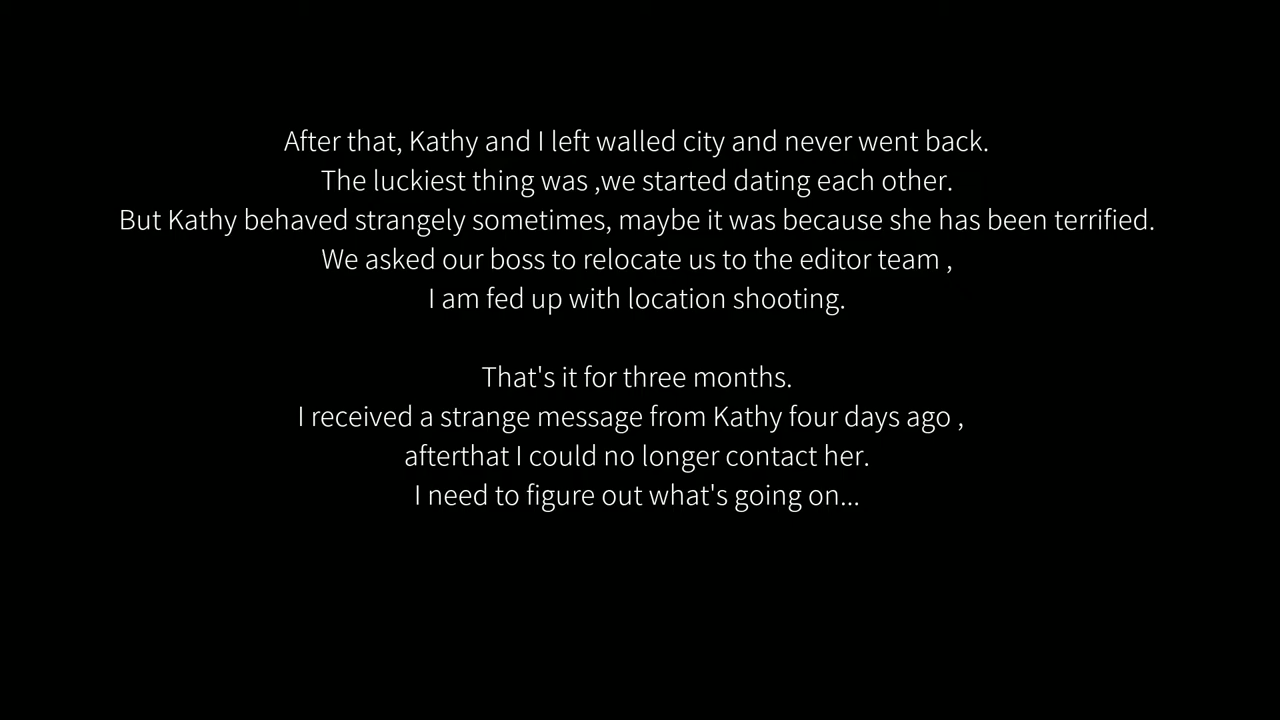 After that, Kathy and I left walled city and never went back.
The luckiest thing was ,we started dating each other.
But Kathy behaved strangely sometimes, maybe it was because she has been terrified.
We asked our boss to relocate us to the editor team ,
I am fed up with location shooting.
That's it for three months.
I received a strange message from Kathy four days ago ,
afterthat I could no longer contact her.
I need to figure out what's going on...